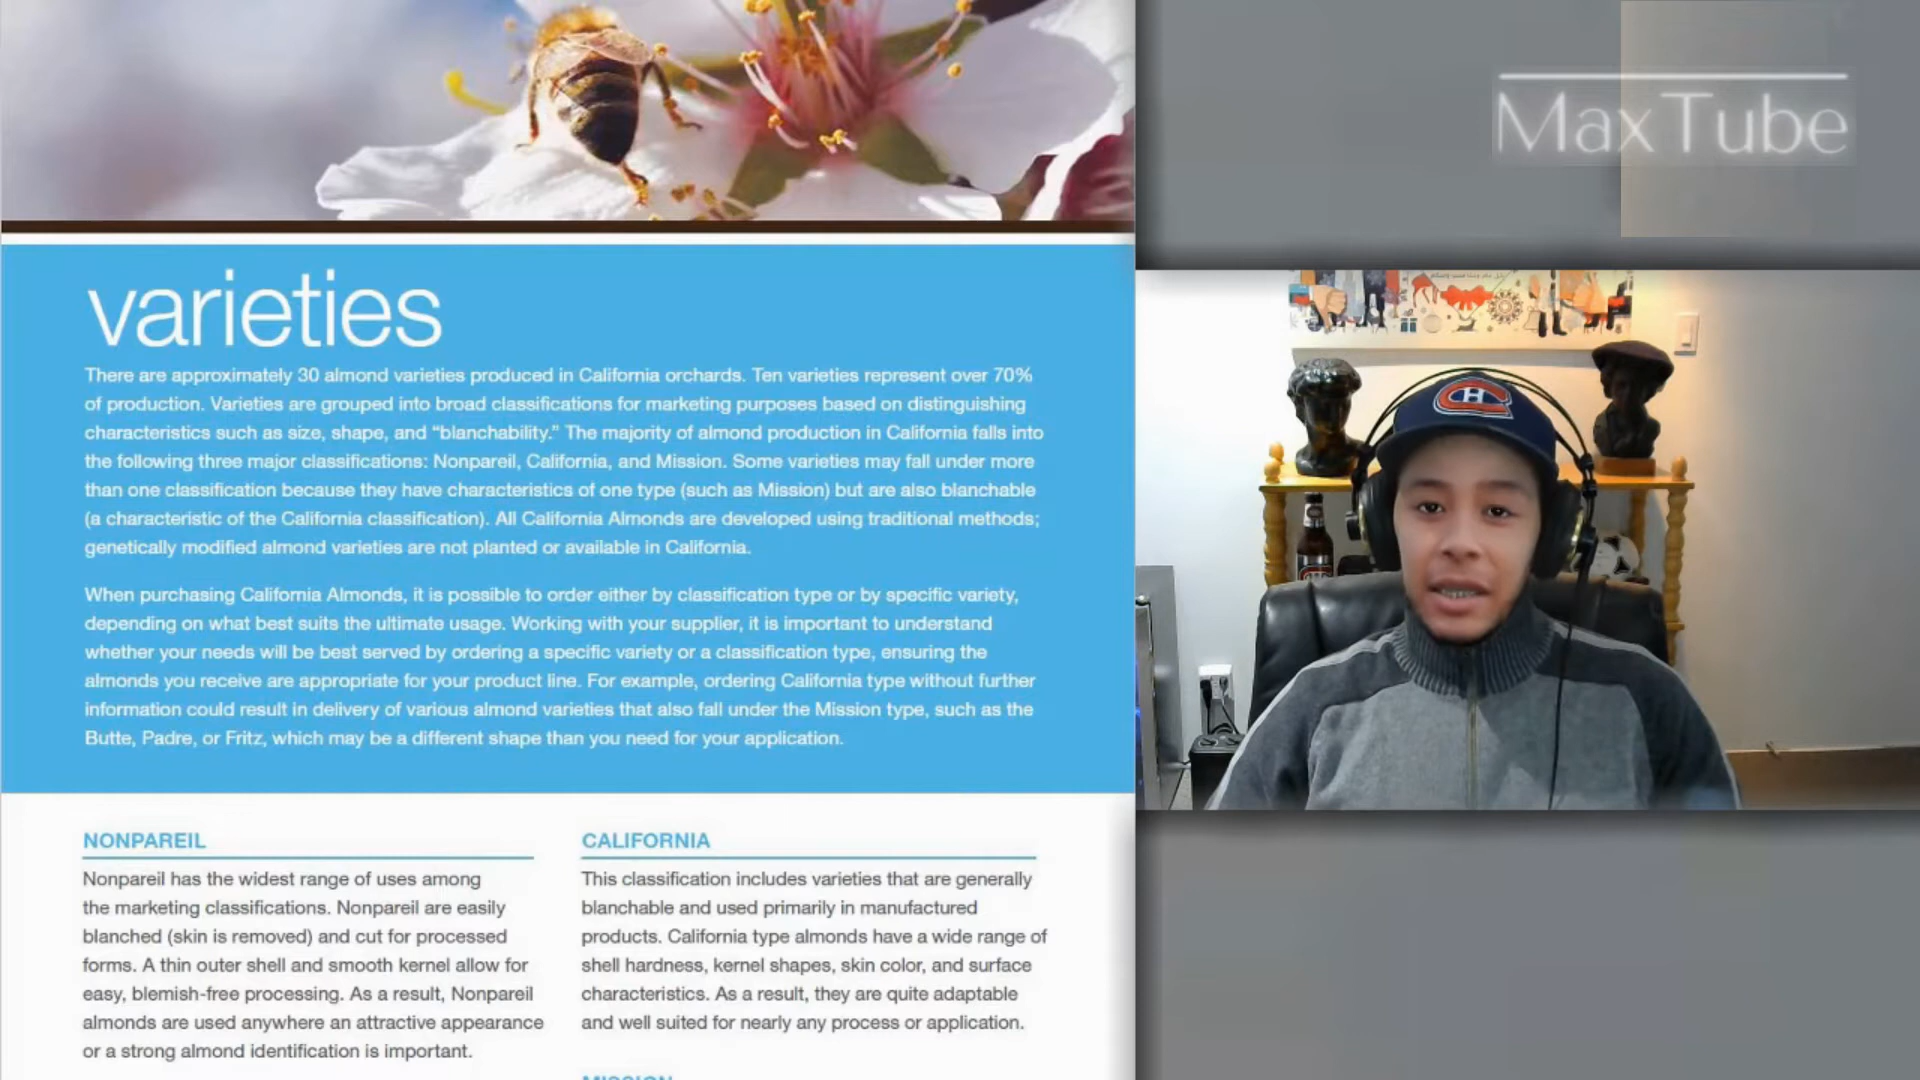 MaxTube
varieties
There are approximately 30 almond varieties produced in California orchards. Ten varieties represent over 70%
of production. Varieties are grouped into broad classifications for marketing purposes based on distinguishing
characteristics such as size, shape, and “blanchability.” The majority of almond production in California falls into
the following three major classifications: Nonpareil, California, and Mission. Some varieties may fall under more
than one classification because they have characteristics of one type (such as Mission) but are also blanchable
(a characteristic of the California classification). All California Almonds are developed using traditional methods;
genetically modified almond varieties are not planted or available in California.
When purchasing California Almonds, it is possible to order either by classification type or by specific variety,
depending on what best suits the ultimate usage. Working with your supplier, it is important to understand
whether your needs will be best served by ordering a specific variety or a classification type, ensuring the
almonds you receive are appropriate for your product line. For example, ordering California type without further
information could result in delivery of various almond varieties that also fall under the Mission type, such as the
Butte, Padre, or Fritz, which may be a different shape than you need for your application.
NONPAREIL
Nonpareil has the widest range of uses among
the marketing classifications. Nonpareil are easily
blanched (skin is removed) and cut for processed
forms. A thin outer shell and smooth kernel allow for
easy, blemish-free processing. As a result, Nonpareil
almonds are used anywhere an attractive appearance
or a strong almond identification is important.
CALIFORNIA
This classification includes varieties that are generally
blanchable and used primarily in manufactured
products. California type almonds have a wide range of
shell hardness, kernel shapes, skin color, and surface
characteristics. As a result, they are quite adaptable
and well suited for nearly any process or application.
MISSION